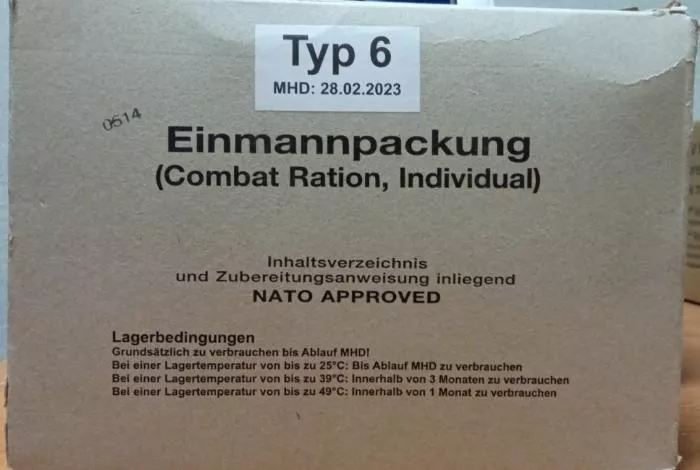 Typ 6
MHD: 28.02.2023
0514
Einmannpackung
(Combat Ration, Individual)
Inhaltsverzeichnis
und Zubereitungsanweisung inliegend
NATO APPROVED
Lagerbedingungen
Grundsätzlich zu verbrauchen bis Ablauf MHD!
Bei einer Lagertemperatur von bis zu 25°C: Bis Ablauf MHD zu verbrauchen
Bei einer Lagertemperatur von bis zu 39°C: Innerhalb von 3 Monaten zu verbrauchen
Bei einer Lagertemperatur von bis zu 49°C: Innerhalb von 1 Monat zu verbrauchen